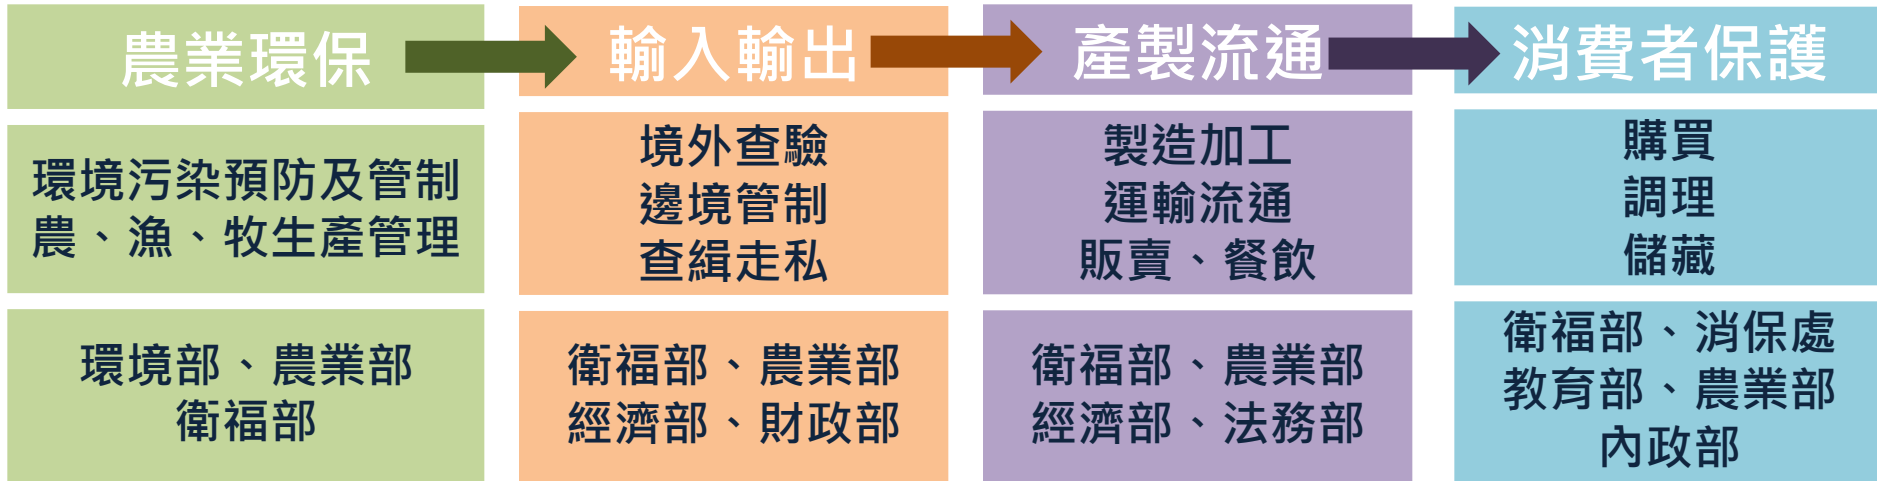 農業環保
輸入輸出
產製流通
消費者保護
環境污染預防及管制
農、漁、牧生產管理
境外查驗
邊境管制
查緝走私
製造加工
運輸流通
販賣、餐飲
購買
調理
儲藏
環境部、農業部
衛福部
衛福部、農業部
經濟部、財政部
衛福部、農業部
經濟部、法務部
衛福部、消保處
教育部、農業部
內政部